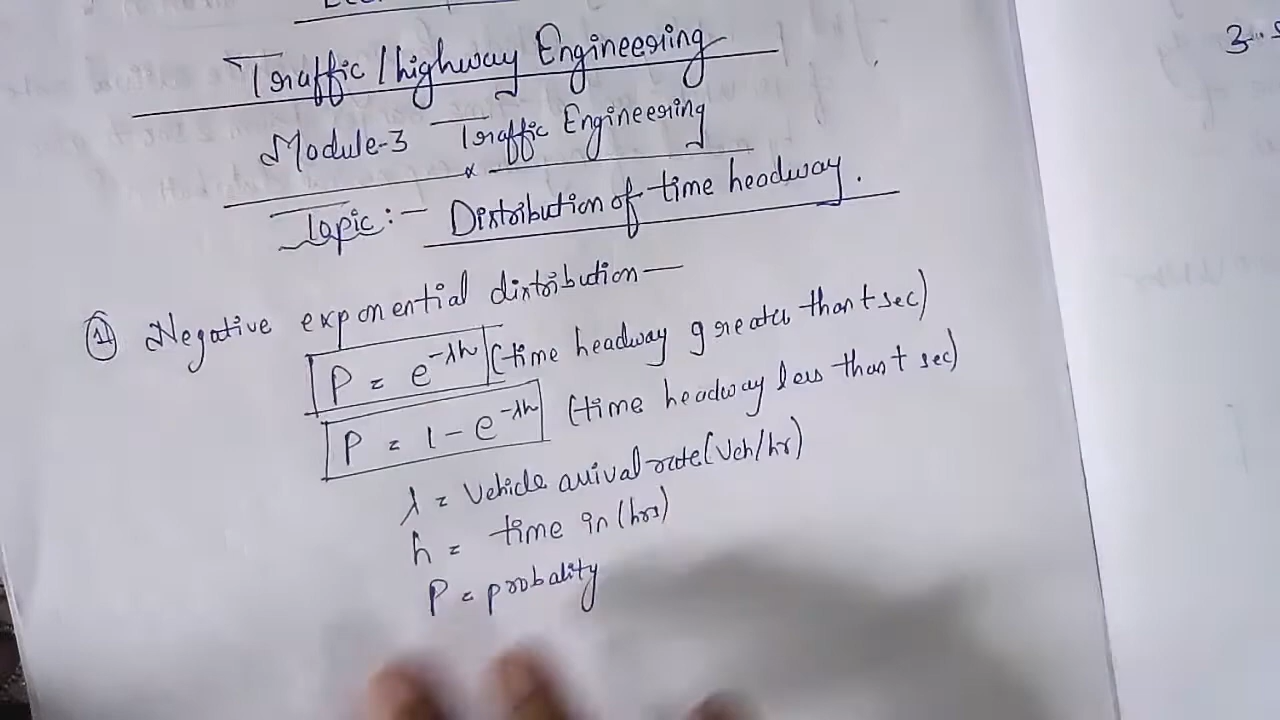 Traffic / highway Engineering
Module-3 Traffic Engineering
x
Topic :- Distribution of time headway.
① Negative exponential distribution —
P = e^-λh (time headway greater than t sec)
P = 1 - e^-λh (time headway less than t sec)
λ = Vehicle arrival rate (Veh/hr)
h = time in (hrs)
P = probality
3